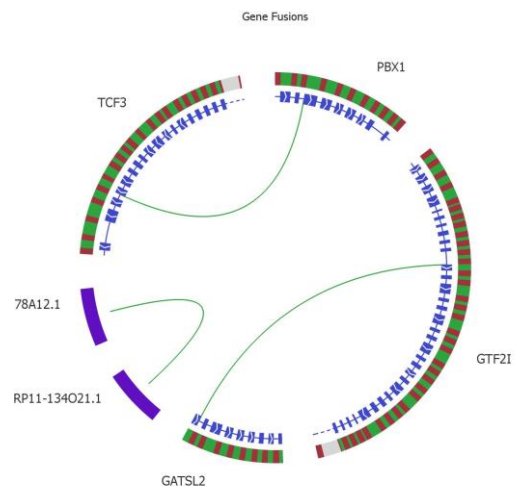 Gene Fusions
PBX1
TCF3
78A12.1
GTF2I
RP11-134O21.1
GATSL2